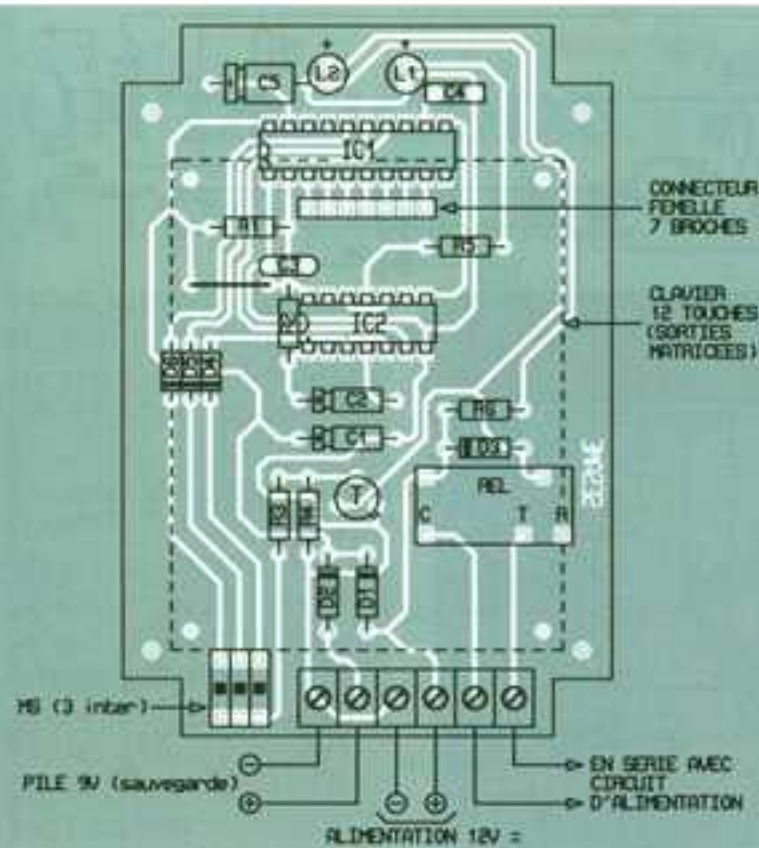 C5
L2
L1
C4
IC1
CONNECTEUR
FEMELLE
7 BROCHES
R1
R5
C3
CLAVIER
12 TOUCHES
(SORTIES
MATRICEES)
IC2
C2
R6
C1
D3
REL
C T R
T
R3
R4
D2
D1
MS (3 inter)
EN SERIE AVEC
CIRCUIT
D'ALIMENTATION
PILE 9V (sauvegarde)
ALIMENTATION 12V =